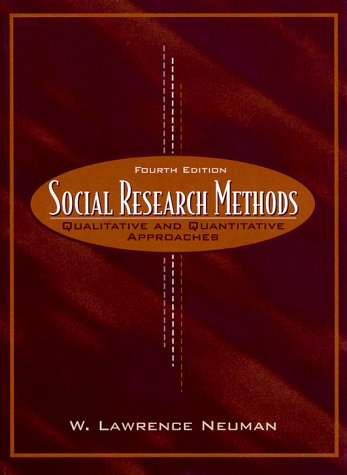 Fourth Edition
Social Research Methods
Qualitative and Quantitative
Approaches
W. Lawrence Neuman